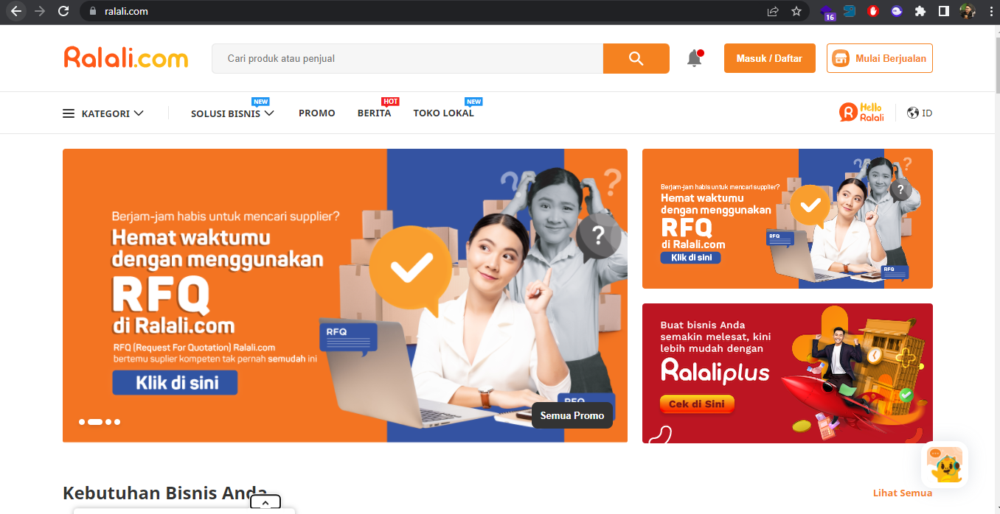 ralali.com
16
Ralali.com
Cari produk atau penjual
Masuk / Daftar
Mulai Berjualan
KATEGORI
NEW
SOLUSI BISNIS
PROMO
HOT
BERITA
NEW
TOKO LOKAL
R Hello
Ralali
ID
Berjam-jam habis untuk mencari supplier?
Hemat waktumu
dengan menggunakan
RFQ
di Ralali.com
RFQ (Request For Quotation) Ralali.com
bertemu suplier kompeten tak pernah semudah ini
Klik di sini
RFQ
?
?
?
RFQ
Semua Promo
Berjam-jam habis untuk mencari supplier?
Hemat waktumu
dengan menggunakan
RFQ
di Ralali.com
Klik di sini
RFQ
?
?
?
RFQ
Buat bisnis Anda
semakin melesat, kini
lebih mudah dengan
Ralaliplus
Cek di Sini
Kebutuhan Bisnis Anda
Lihat Semua